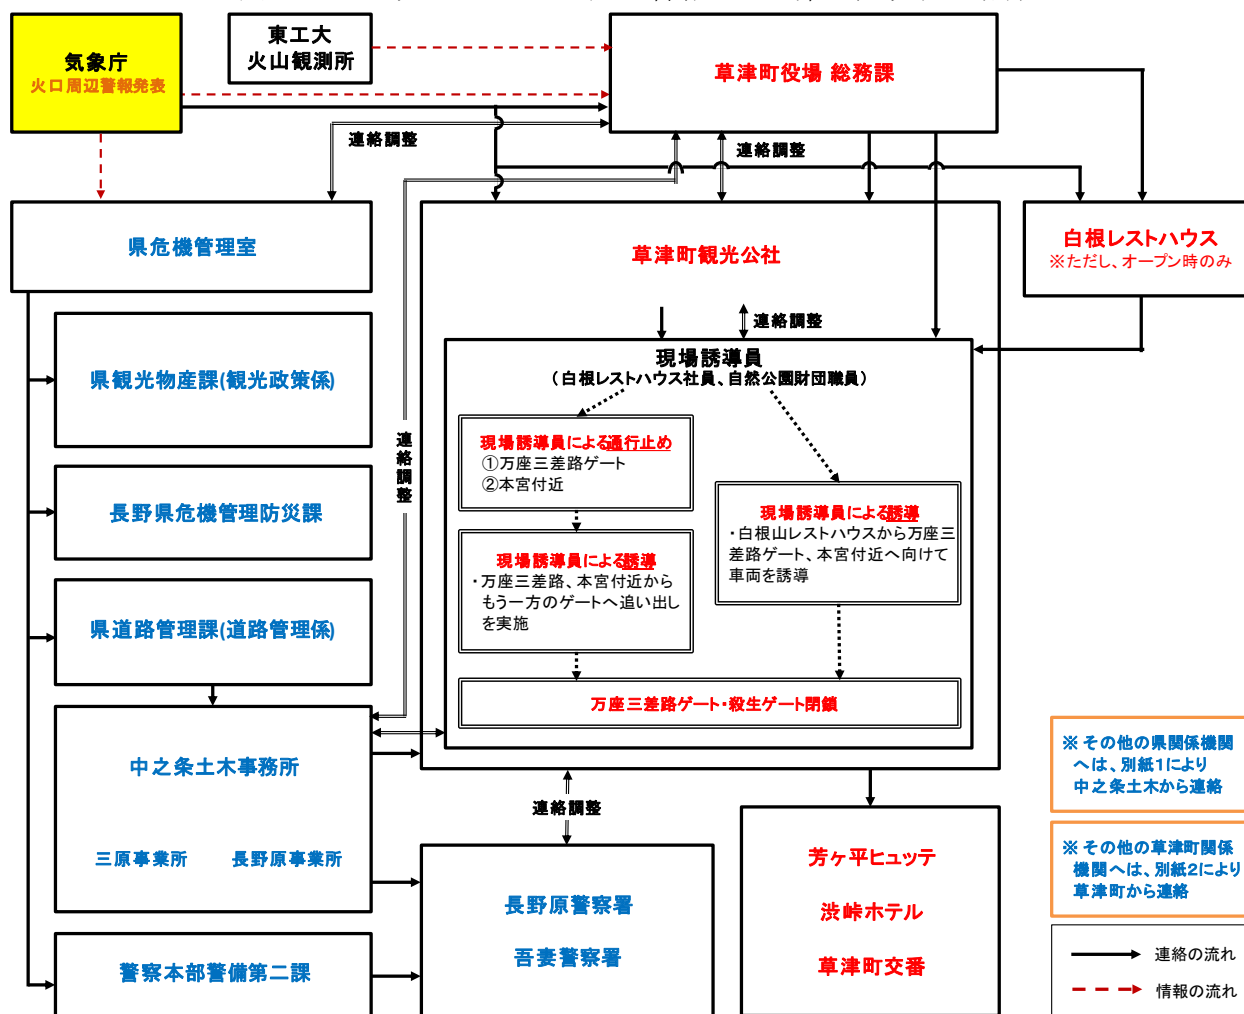 気象庁
火口周辺警報発表
東工大
火山観測所
草津町役場 総務課
連絡調整
連絡調整
県危機管理室
草津町観光公社
白根レストハウス
※ただし、オープン時のみ
連絡調整
県観光物産課(観光政策係)
現場誘導員
(白根レストハウス社員、自然公園財団職員)
現場誘導員による通行止め
①万座三差路ゲート
②本宮付近
連絡調整
長野県危機管理防災課
現場誘導員による誘導
・白根山レストハウスから万座三
差路ゲート、本宮付近へ向けて
車両を誘導
現場誘導員による誘導
・万座三差路、本宮付近から
もう一方のゲートへ追い出し
を実施
県道路管理課(道路管理係)
万座三差路ゲート・殺生ゲート閉鎖
中之条土木事務所
三原事業所 長野原事業所
※ その他の県関係機関
へは、別紙1により
中之条土木から連絡
連絡調整
※ その他の草津町関係
機関へは、別紙2により
草津町から連絡
長野原警察署
吾妻警察署
芳ヶ平ヒュッテ
渋峠ホテル
草津町交番
警察本部警備第二課
連絡の流れ
情報の流れ